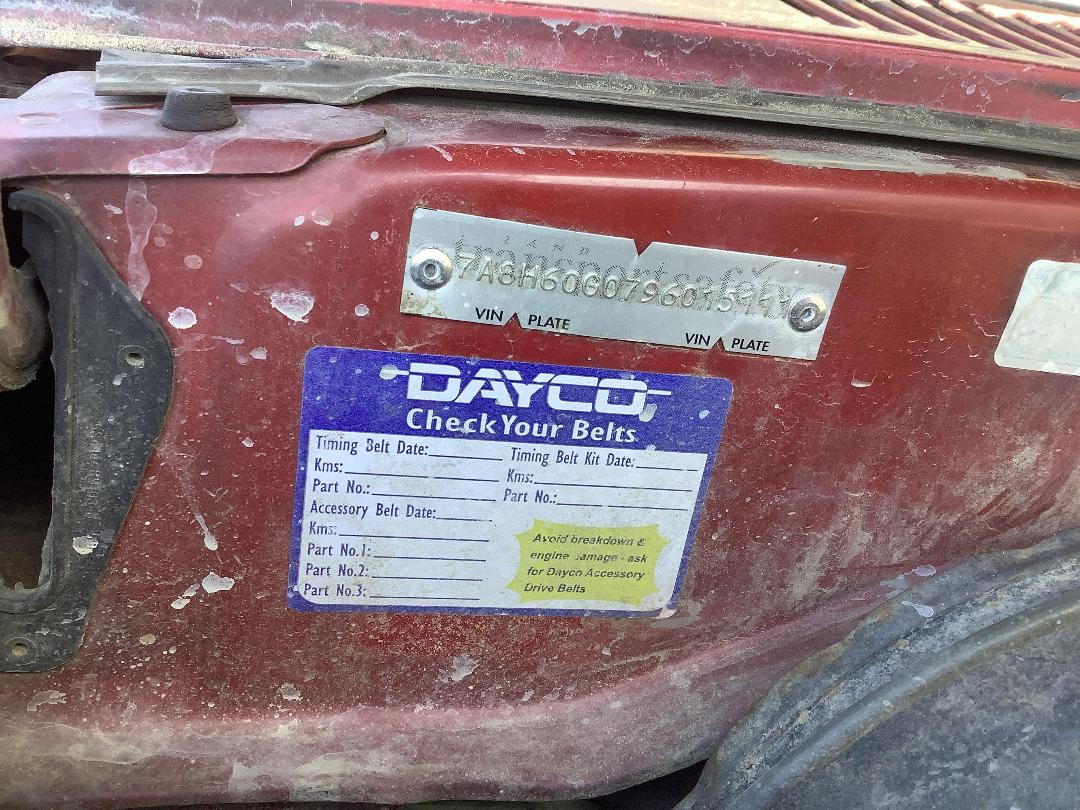 7A8H60G0796015111
VIN PLATE VIN PLATE
DAYCO
Check Your Belts
Timing Belt Date:
Kms:
Part No.:
Accessory Belt Date:
Kms:
Part No.1:
Part No.2:
Part No.3:
Timing Belt Kit Date:
Kms:
Part No.:
Avoid breakdown &
engine damage - ask
for Dayco Accessory
Drive Belts